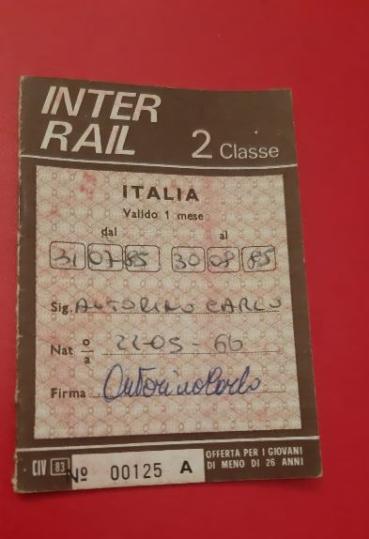 INTER
RAIL
2 Classe
ITALIA
Valido 1 mese
dal al
31 07 85 30 08 85
Sig. AUTORINO CARLO
Nat o/a 22-05-66
Firma Autorino Carlo
CIV 83 Nº 00125 A
OFFERTA PER I GIOVANI
DI MENO DI 26 ANNI